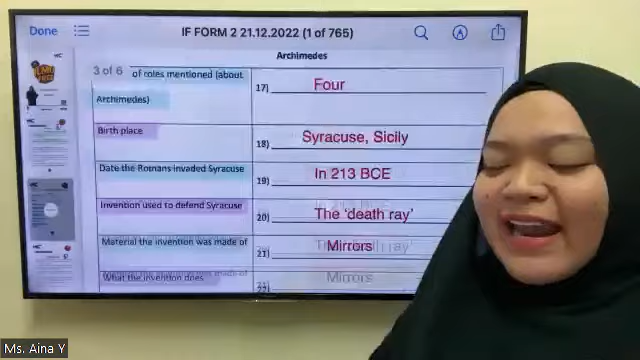 Done
IF FORM 2 21.12.2022 (1 of 765)
Archimedes
3 of 6
of roles mentioned (about
Archimedes)
17) Four
Birth place
18) Syracuse, Sicily
Date the Romans invaded Syracuse
19) In 213 BCE
Invention used to defend Syracuse
20) The 'death ray'
Material the invention was made of
21) Mirrors
What the invention does
22) Mirrors
Ms. Aina Y